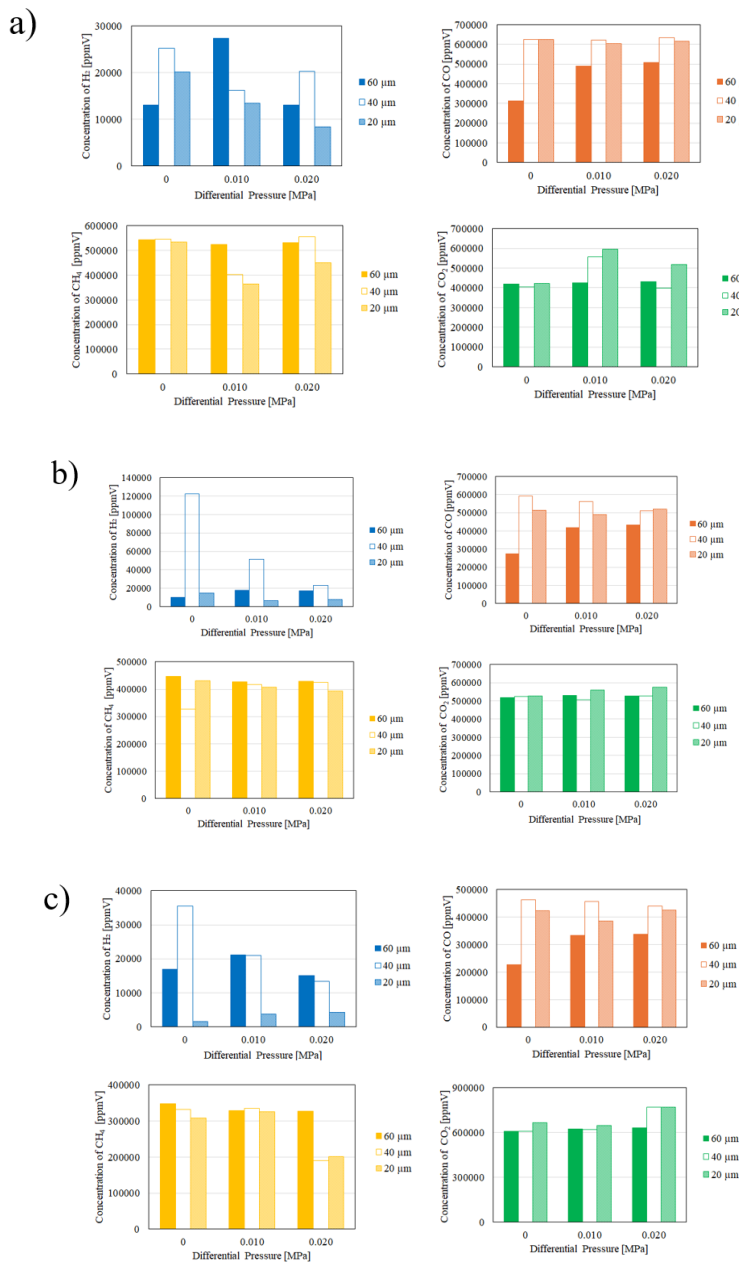 a)
Concentration of H₂ [ppmV]
30000
20000
10000
0
0
0.010
0.020
Differential Pressure [MPa]
60 µm
40 µm
20 µm
Concentration of CO [ppmV]
700000
600000
500000
400000
300000
200000
100000
0
0
0.010
0.020
Differential Pressure [MPa]
60
40
20
Concentration of CH₄ [ppmV]
600000
500000
400000
300000
200000
100000
0
0
0.010
0.020
Differential Pressure [MPa]
60 µm
40 µm
20 µm
Concentration of CO₂ [ppmV]
700000
600000
500000
400000
300000
200000
100000
0
0
0.010
0.020
Differential Pressure [MPa]
60
40
20
b)
Concentration of H₂ [ppmV]
140000
120000
100000
80000
60000
40000
20000
0
0
0.010
0.020
Differential Pressure [MPa]
60 µm
40 µm
20 µm
Concentration of CO [ppmV]
700000
600000
500000
400000
300000
200000
100000
0
0
0.010
0.020
Differential Pressure [MPa]
60 µm
40 µm
20 µm
Concentration of CH₄ [ppmV]
500000
400000
300000
200000
100000
0
0
0.010
0.020
Differential Pressure [MPa]
60 µm
40 µm
20 µm
Concentration of CO₂ [ppmV]
700000
600000
500000
400000
300000
200000
100000
0
0
0.010
0.020
Differential Pressure [MPa]
60 µm
40 µm
20 µm
c)
Concentration of H₂ [ppmV]
40000
30000
20000
10000
0
0
0.010
0.020
Differential Pressure [MPa]
60 µm
40 µm
20 µm
Concentration of CO [ppmV]
500000
400000
300000
200000
100000
0
0
0.010
0.020
Differential Pressure [MPa]
60 µm
40 µm
20 µm
Concentration of CH₄ [ppmV]
400000
300000
200000
100000
0
0
0.010
0.020
Differential Pressure [MPa]
60 µm
40 µm
20 µm
Concentration of CO₂ [ppmV]
900000
600000
300000
0
0
0.010
0.020
Differential Pressure [MPa]
60 µm
40 µm
20 µm